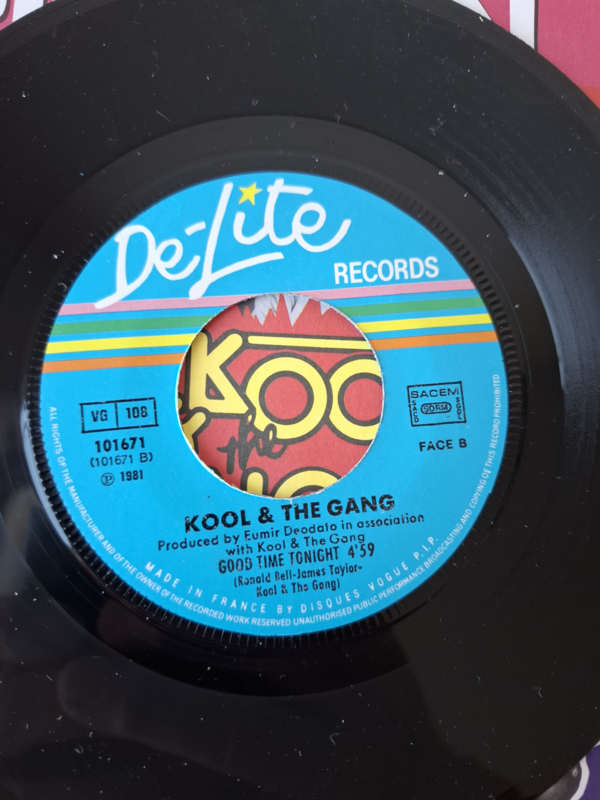 De-Lite
RECORDS
KOO
the
VG 108
101671
(101671 B)
℗ 1981
SACEM
SACD SDRM SGDL
FACE B
KOOL & THE GANG
Produced by Eumir Deodato in association
with Kool & The Gang
GOOD TIME TONIGHT 4'59
(Ronald Bell-James Taylor-
Kool & The Gang)
MADE IN FRANCE BY DISQUES VOGUE P.I.P.
ALL RIGHTS OF THE MANUFACTURER AND OF THE OWNER OF THE RECORDED WORK RESERVED UNAUTHORISED PUBLIC PERFORMANCE BROADCASTING AND COPYING OF THIS RECORD PROHIBITED